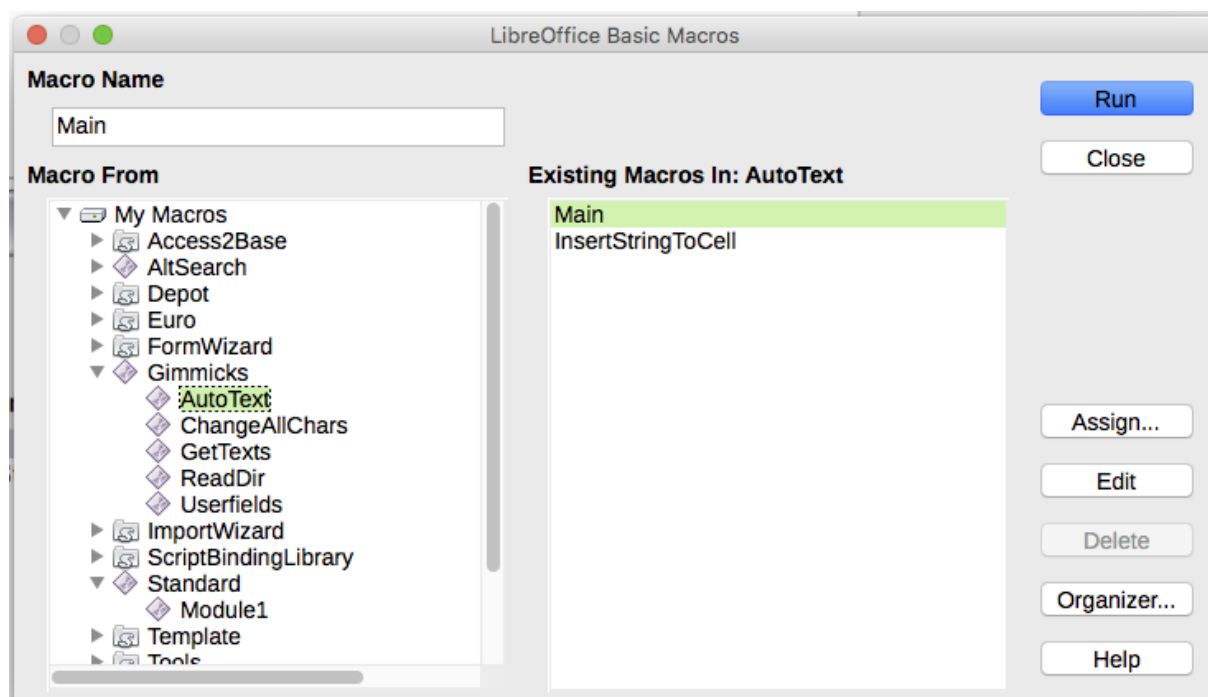 LibreOffice Basic Macros
Macro Name
Main
Macro From
My Macros
Access2Base
AltSearch
Depot
Euro
FormWizard
Gimmicks
AutoText
ChangeAllChars
GetTexts
ReadDir
Userfields
ImportWizard
ScriptBindingLibrary
Standard
Module1
Template
Tools
Existing Macros In: AutoText
Main
InsertStringToCell
Run
Close
Assign...
Edit
Delete
Organizer...
Help